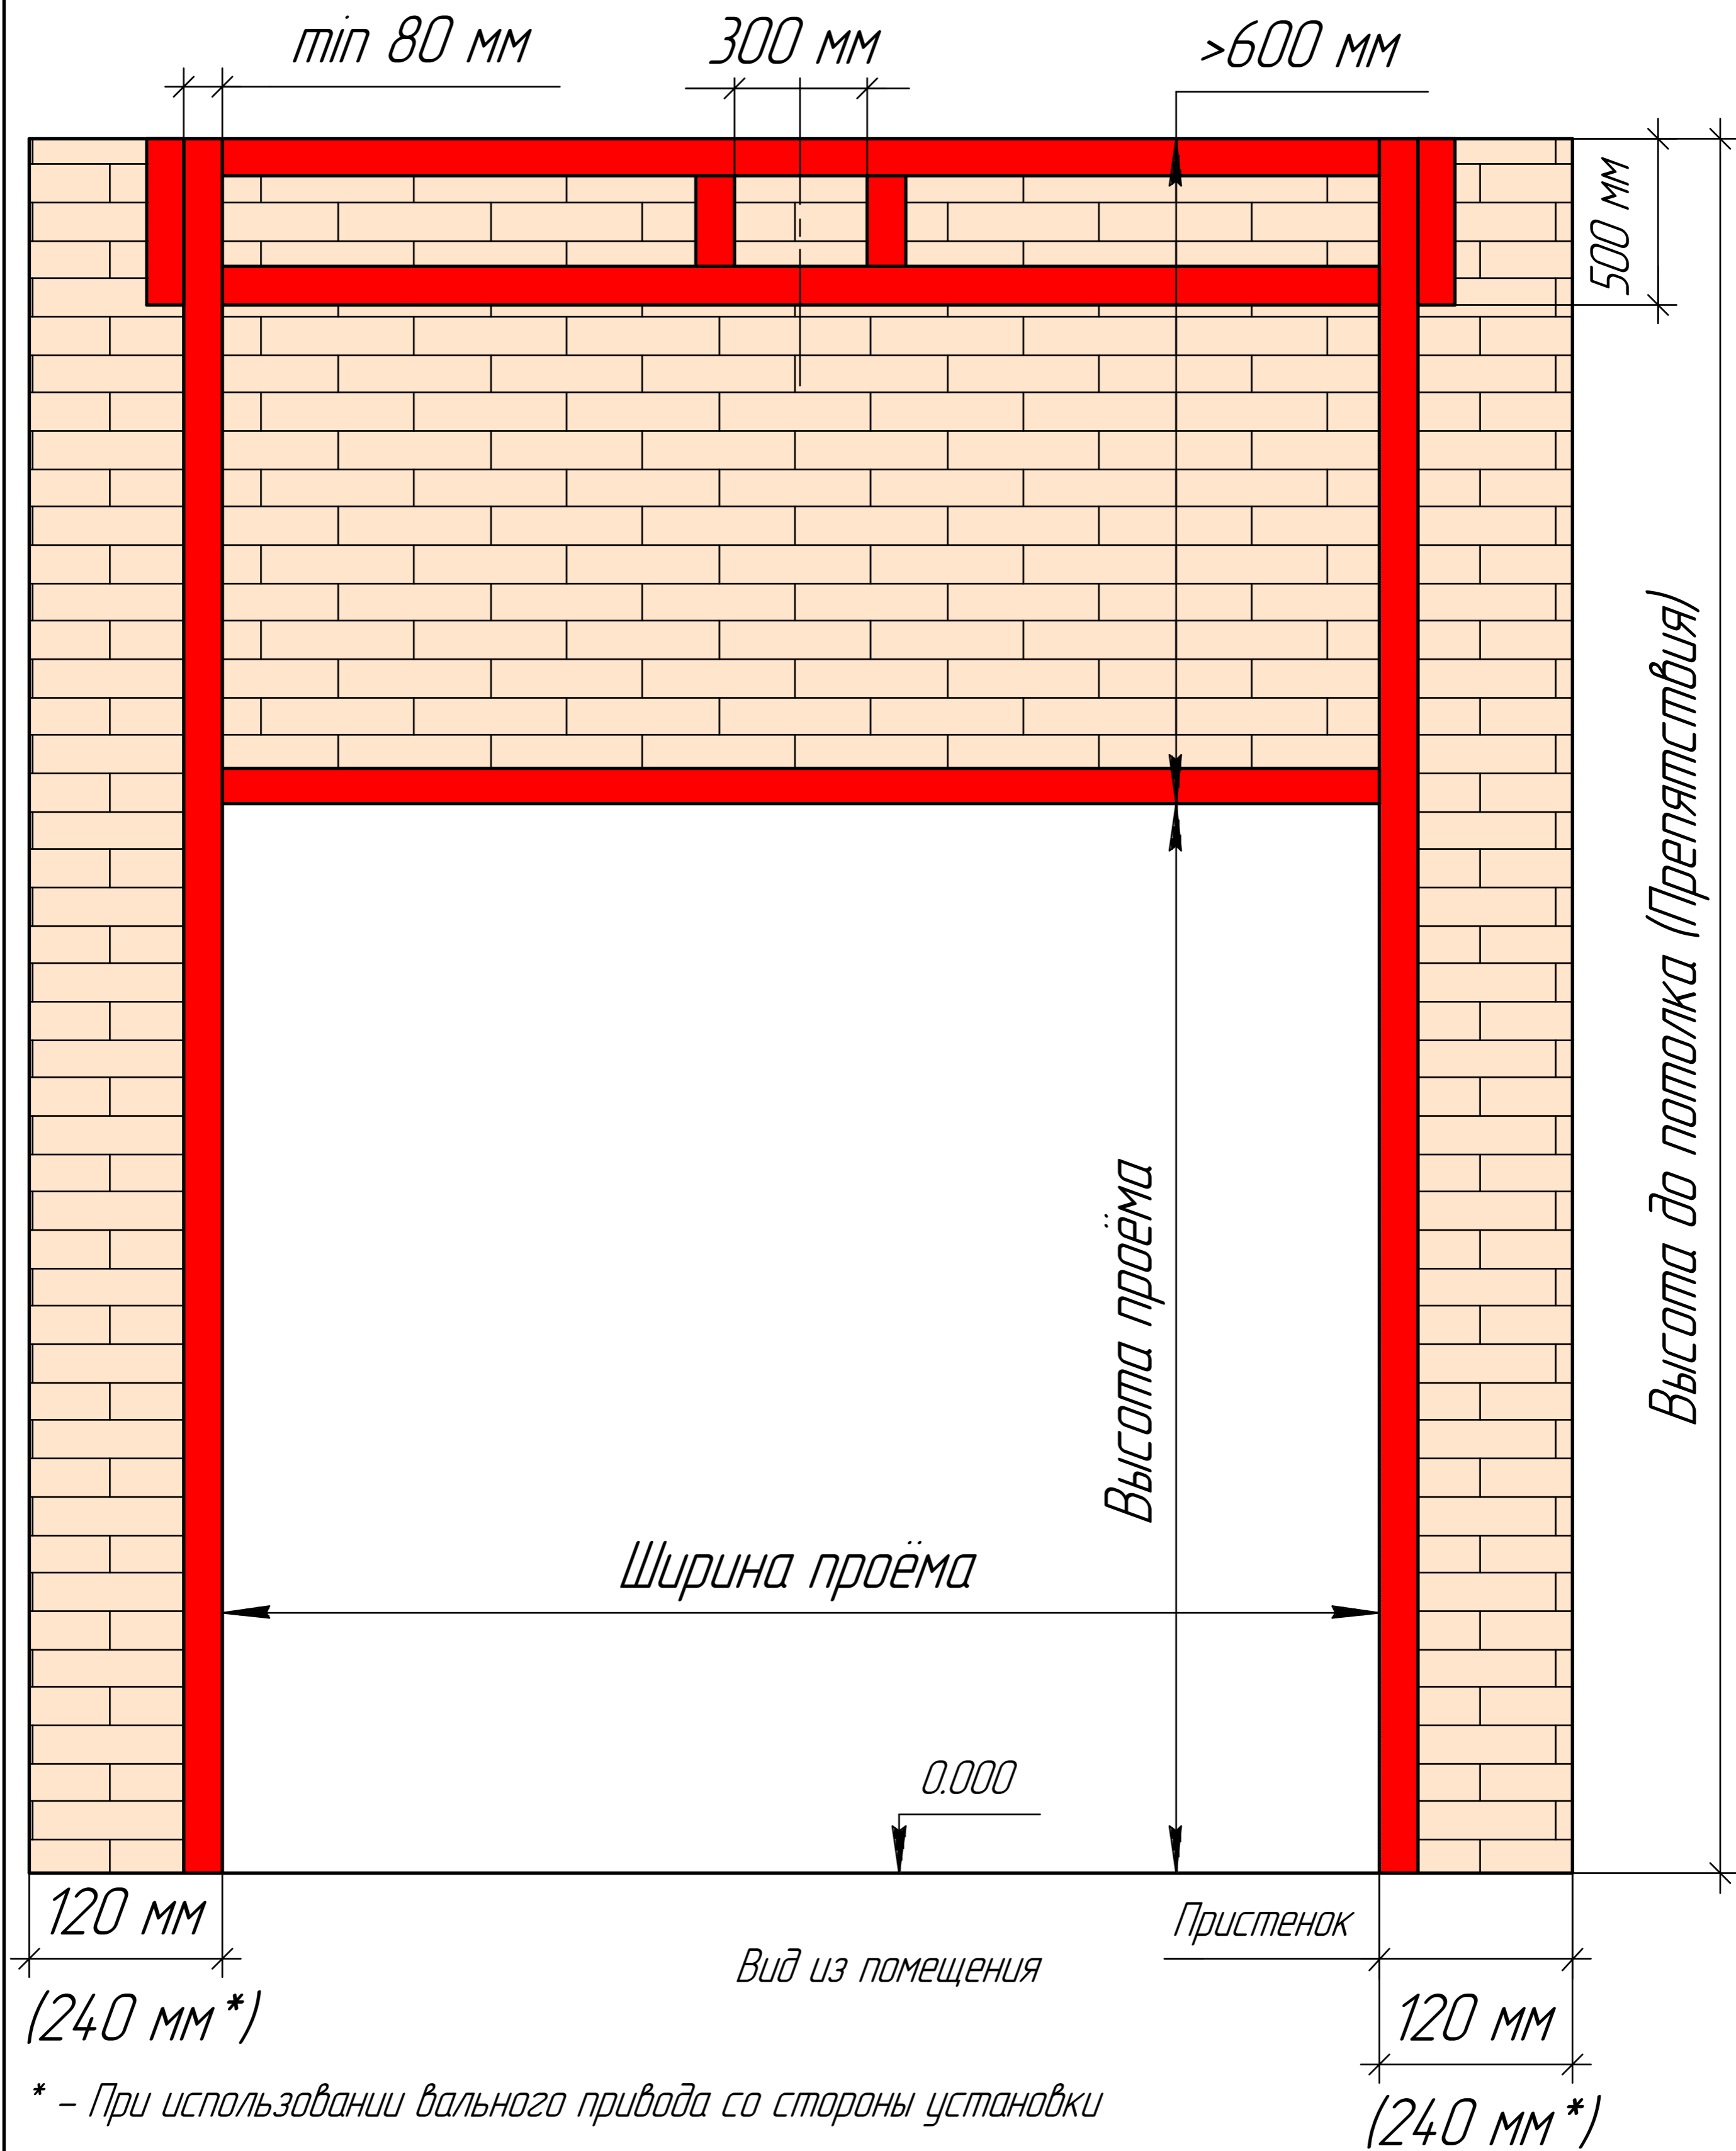 min 80 мм
300 мм
>600 мм
500 мм
Высота до потолка (Препятствия)
Высота проёма
Ширина проёма
0.000
120 мм
(240 мм*)
Вид из помещения
Пристенок
120 мм
(240 мм*)
* - При использовании вального привода со стороны установки